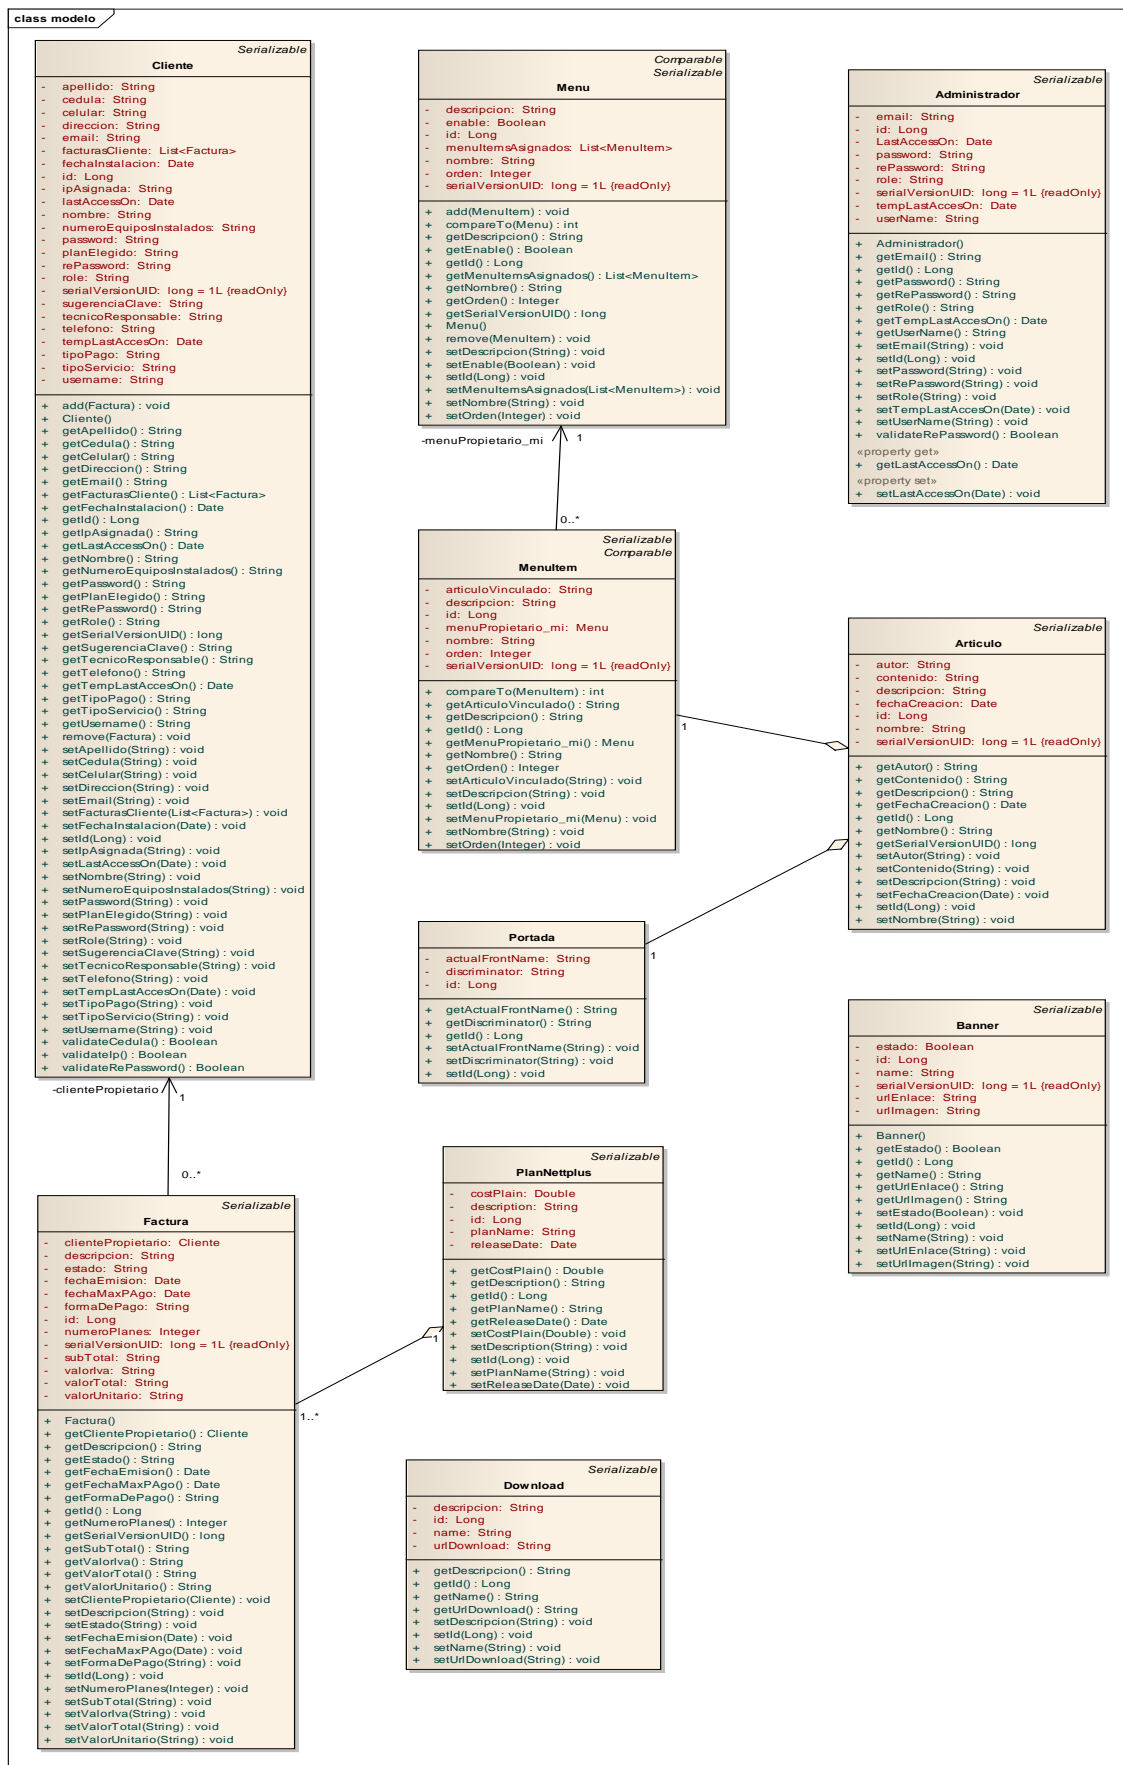 class modelo
Serializable
Cliente
- apellido: String
- cedula: String
- celular: String
- direccion: String
- email: String
- facturasCliente: List<Factura>
- fechaInstalacion: Date
- id: Long
- ipAsignada: String
- lastAccessOn: Date
- nombre: String
- numeroEquiposInstalados: String
- password: String
- planElegido: String
- rePassword: String
- role: String
- serialVersionUID: long = 1L {readOnly}
- sugerenciaClave: String
- tecnicoResponsable: String
- telefono: String
- tempLastAccesOn: Date
- tipoPago: String
- tipoServicio: String
- username: String
+ add(Factura) : void
+ Cliente()
+ getApellido() : String
+ getCedula() : String
+ getCelular() : String
+ getDireccion() : String
+ getEmail() : String
+ getFacturasCliente() : List<Factura>
+ getFechaInstalacion() : Date
+ getId() : Long
+ getIpAsignada() : String
+ getLastAccessOn() : Date
+ getNombre() : String
+ getNumeroEquiposInstalados() : String
+ getPassword() : String
+ getPlanElegido() : String
+ getRePassword() : String
+ getRole() : String
+ getSerialVersionUID() : long
+ getSugerenciaClave() : String
+ getTecnicoResponsable() : String
+ getTelefono() : String
+ getTempLastAccesOn() : Date
+ getTipoPago() : String
+ getTipoServicio() : String
+ getUsername() : String
+ remove(Factura) : void
+ setApellido(String) : void
+ setCedula(String) : void
+ setCelular(String) : void
+ setDireccion(String) : void
+ setEmail(String) : void
+ setFacturasCliente(List<Factura>) : void
+ setFechaInstalacion(Date) : void
+ setId(Long) : void
+ setIpAsignada(String) : void
+ setLastAccessOn(Date) : void
+ setNombre(String) : void
+ setNumeroEquiposInstalados(String) : void
+ setPassword(String) : void
+ setPlanElegido(String) : void
+ setRePassword(String) : void
+ setRole(String) : void
+ setSugerenciaClave(String) : void
+ setTecnicoResponsable(String) : void
+ setTelefono(String) : void
+ setTempLastAccesOn(Date) : void
+ setTipoPago(String) : void
+ setTipoServicio(String) : void
+ setUsername(String) : void
+ validateCedula() : Boolean
+ validateIp() : Boolean
+ validateRePassword() : Boolean
-clientePropietario
1
0..*
Serializable
Factura
- clientePropietario: Cliente
- descripcion: String
- estado: String
- fechaEmision: Date
- fechaMaxPAgo: Date
- formaDePago: String
- id: Long
- numeroPlanes: Integer
- serialVersionUID: long = 1L {readOnly}
- subTotal: String
- valorIva: String
- valorTotal: String
- valorUnitario: String
+ Factura()
+ getClientePropietario() : Cliente
+ getDescripcion() : String
+ getEstado() : String
+ getFechaEmision() : Date
+ getFechaMaxPAgo() : Date
+ getFormaDePago() : String
+ getId() : Long
+ getNumeroPlanes() : Integer
+ getSerialVersionUID() : long
+ getSubTotal() : String
+ getValorIva() : String
+ getValorTotal() : String
+ getValorUnitario() : String
+ setClientePropietario(Cliente) : void
+ setDescripcion(String) : void
+ setEstado(String) : void
+ setFechaEmision(Date) : void
+ setFechaMaxPAgo(Date) : void
+ setFormaDePago(String) : void
+ setId(Long) : void
+ setNumeroPlanes(Integer) : void
+ setSubTotal(String) : void
+ setValorIva(String) : void
+ setValorTotal(String) : void
+ setValorUnitario(String) : void
Comparable
Serializable
Menu
- descripcion: String
- enable: Boolean
- id: Long
- menuItemsAsignados: List<MenuItem>
- nombre: String
- orden: Integer
- serialVersionUID: long = 1L {readOnly}
+ add(MenuItem) : void
+ compareTo(Menu) : int
+ getDescripcion() : String
+ getEnable() : Boolean
+ getId() : Long
+ getMenuItemsAsignados() : List<MenuItem>
+ getNombre() : String
+ getOrden() : Integer
+ getSerialVersionUID() : long
+ Menu()
+ remove(MenuItem) : void
+ setDescripcion(String) : void
+ setEnable(Boolean) : void
+ setId(Long) : void
+ setMenuItemsAsignados(List<MenuItem>) : void
+ setNombre(String) : void
+ setOrden(Integer) : void
-menuPropietario_mi
1
0..*
Serializable
Comparable
MenuItem
- articuloVinculado: String
- descripcion: String
- id: Long
- menuPropietario_mi: Menu
- nombre: String
- orden: Integer
- serialVersionUID: long = 1L {readOnly}
+ compareTo(MenuItem) : int
+ getArticuloVinculado() : String
+ getDescripcion() : String
+ getId() : Long
+ getMenuPropietario_mi() : Menu
+ getNombre() : String
+ getOrden() : Integer
+ setArticuloVinculado(String) : void
+ setDescripcion(String) : void
+ setId(Long) : void
+ setMenuPropietario_mi(Menu) : void
+ setNombre(String) : void
+ setOrden(Integer) : void
1
Portada
- actualFrontName: String
- discriminator: String
- id: Long
+ getActualFrontName() : String
+ getDiscriminator() : String
+ getId() : Long
+ setActualFrontName(String) : void
+ setDiscriminator(String) : void
+ setId(Long) : void
1
Serializable
PlanNettplus
- costPlain: Double
- description: String
- id: Long
- planName: String
- releaseDate: Date
+ getCostPlain() : Double
+ getDescription() : String
+ getId() : Long
+ getPlanName() : String
+ getReleaseDate() : Date
+ setCostPlain(Double) : void
+ setDescription(String) : void
+ setId(Long) : void
+ setPlanName(String) : void
+ setReleaseDate(Date) : void
1
1..*
Serializable
Download
- descripcion: String
- id: Long
- name: String
- urlDownload: String
+ getDescripcion() : String
+ getId() : Long
+ getName() : String
+ getUrlDownload() : String
+ setDescripcion(String) : void
+ setId(Long) : void
+ setName(String) : void
+ setUrlDownload(String) : void
Serializable
Administrador
- email: String
- id: Long
- LastAccessOn: Date
- password: String
- rePassword: String
- role: String
- serialVersionUID: long = 1L {readOnly}
- tempLastAccesOn: Date
- userName: String
+ Administrador()
+ getEmail() : String
+ getId() : Long
+ getPassword() : String
+ getRePassword() : String
+ getRole() : String
+ getTempLastAccesOn() : Date
+ getUserName() : String
+ setEmail(String) : void
+ setId(Long) : void
+ setPassword(String) : void
+ setRePassword(String) : void
+ setRole(String) : void
+ setTempLastAccesOn(Date) : void
+ setUserName(String) : void
+ validateRePassword() : Boolean
«property get»
+ getLastAccessOn() : Date
«property set»
+ setLastAccessOn(Date) : void
Serializable
Articulo
- autor: String
- contenido: String
- descripcion: String
- fechaCreacion: Date
- id: Long
- nombre: String
- serialVersionUID: long = 1L {readOnly}
+ getAutor() : String
+ getContenido() : String
+ getDescripcion() : String
+ getFechaCreacion() : Date
+ getId() : Long
+ getNombre() : String
+ getSerialVersionUID() : long
+ setAutor(String) : void
+ setContenido(String) : void
+ setDescripcion(String) : void
+ setFechaCreacion(Date) : void
+ setId(Long) : void
+ setNombre(String) : void
Serializable
Banner
- estado: Boolean
- id: Long
- name: String
- serialVersionUID: long = 1L {readOnly}
- urlEnlace: String
- urlImagen: String
+ Banner()
+ getEstado() : Boolean
+ getId() : Long
+ getName() : String
+ getUrlEnlace() : String
+ getUrlImagen() : String
+ setEstado(Boolean) : void
+ setId(Long) : void
+ setName(String) : void
+ setUrlEnlace(String) : void
+ setUrlImagen(String) : void